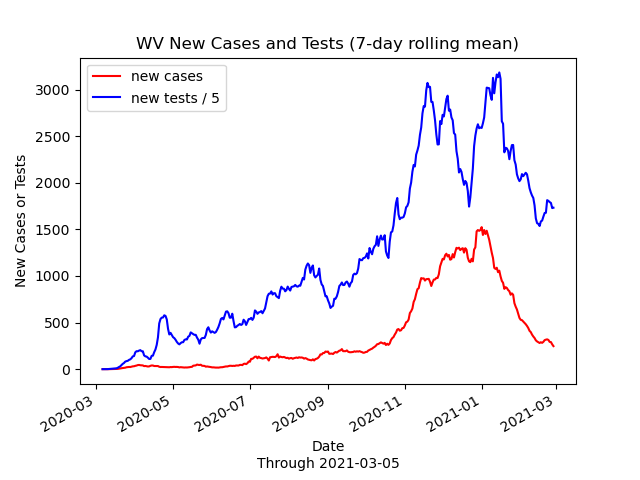 WV New Cases and Tests (7-day rolling mean)
new cases
new tests / 5
New Cases or Tests
3000
2500
2000
1500
1000
500
0
2020-03
2020-05
2020-07
2020-09
2020-11
2021-01
2021-03
Date
Through 2021-03-05